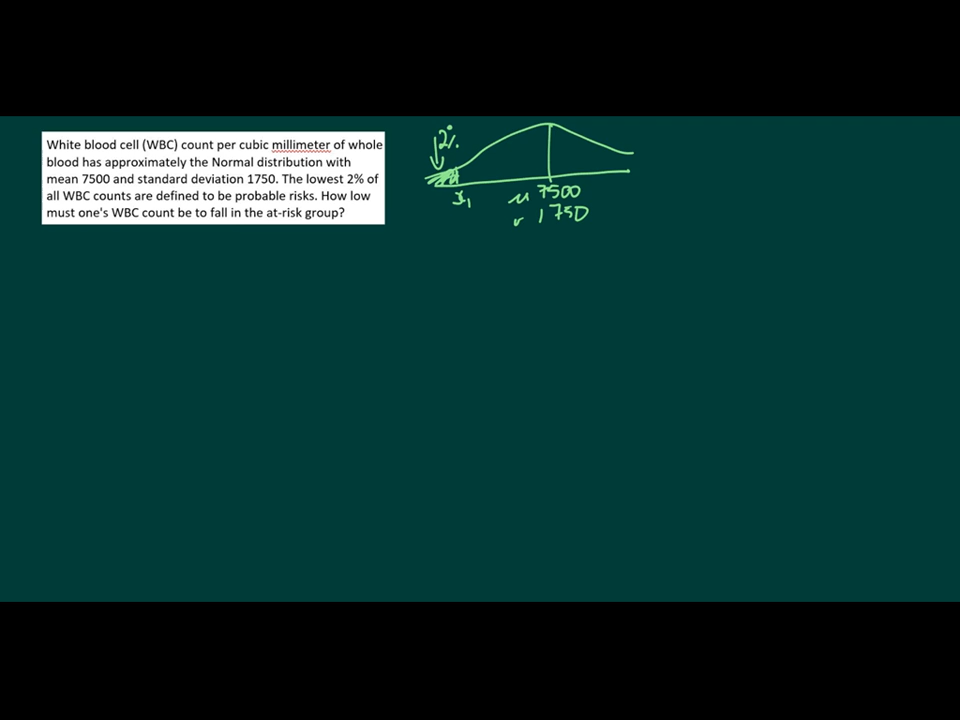 White blood cell (WBC) count per cubic millimeter of whole
blood has approximately the Normal distribution with
mean 7500 and standard deviation 1750. The lowest 2% of
all WBC counts are defined to be probable risks. How low
must one's WBC count be to fall in the at-risk group?
2%
x₁
μ 7500
σ 1750